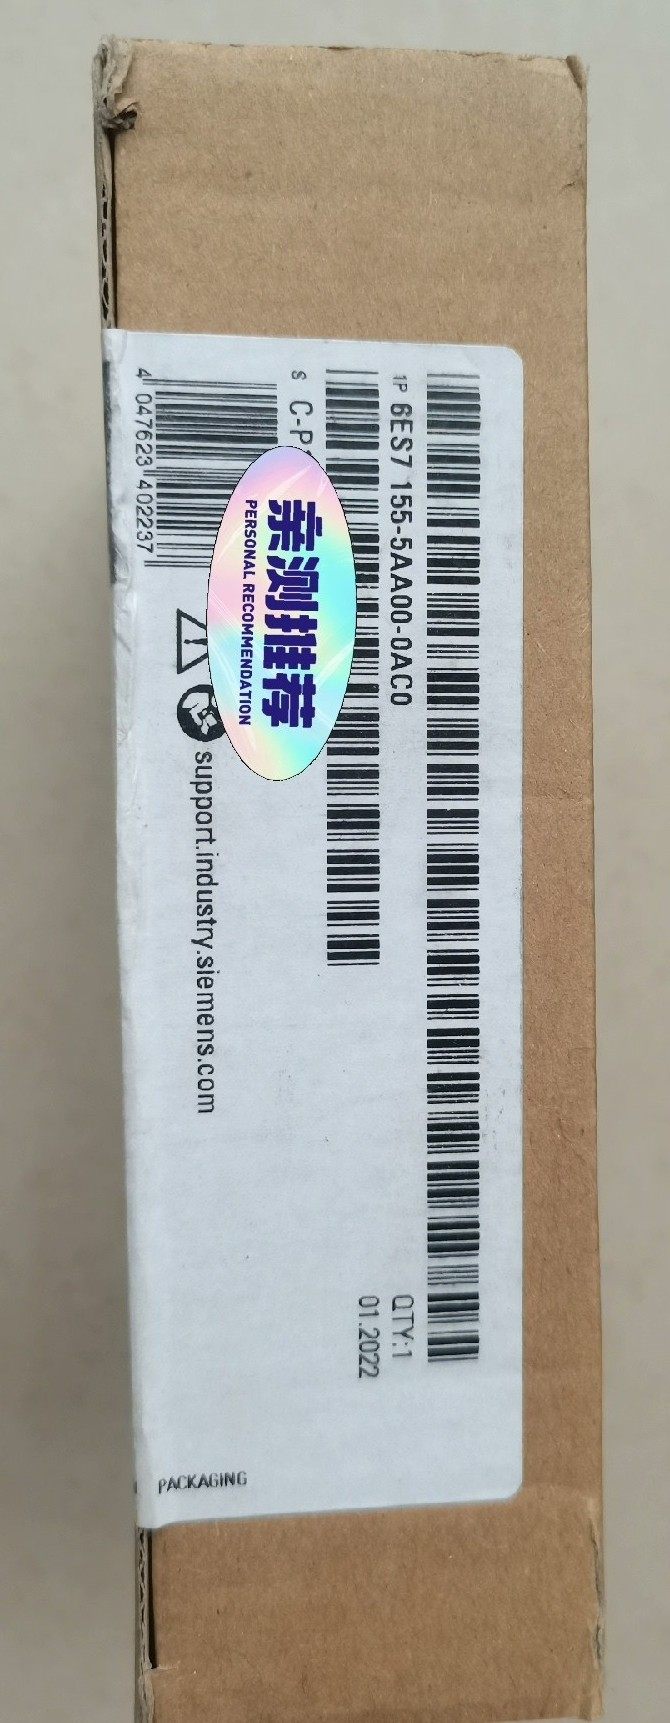 1P 6ES7 155-5AA00-0AC0
QTY:1
01.2022
S C-P
亲测推荐
PERSONAL RECOMMENDATION
support.industry.siemens.com
4 047623 402237
PACKAGING